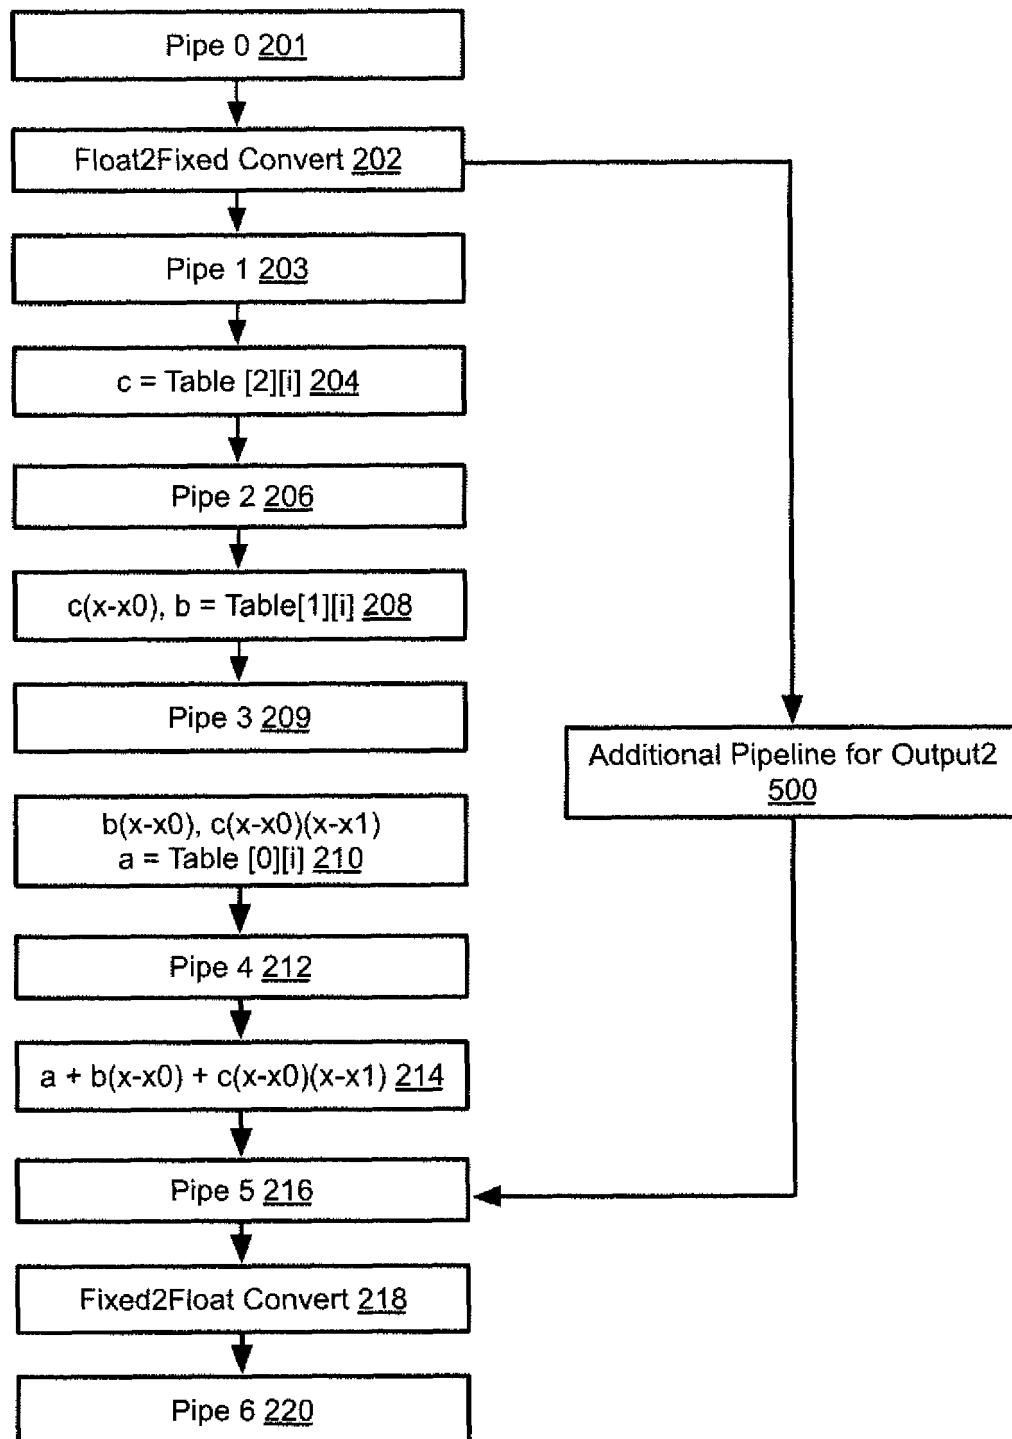 Pipe 0 201
Float2Fixed Convert 202
Pipe 1 203
c = Table [2][i] 204
Pipe 2 206
c(x-x0), b = Table[1][i] 208
Pipe 3 209
Additional Pipeline for Output2
500
b(x-x0), c(x-x0)(x-x1)
a = Table [0][i] 210
Pipe 4 212
a + b(x-x0) + c(x-x0)(x-x1) 214
Pipe 5 216
Fixed2Float Convert 218
Pipe 6 220